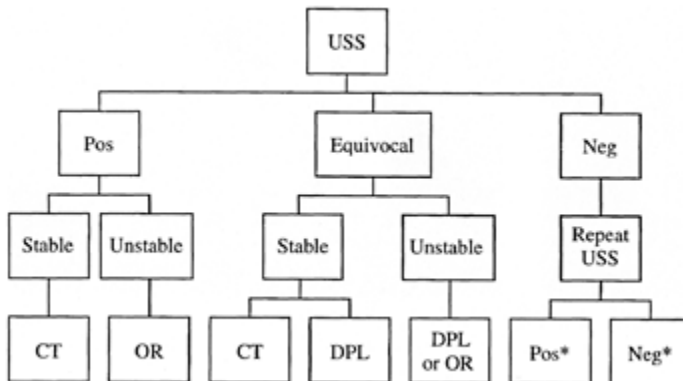 USS
Pos
Equivocal
Neg
Stable
Unstable
Stable
Unstable
Repeat
USS
CT
OR
CT
DPL
DPL
or OR
Pos*
Neg*